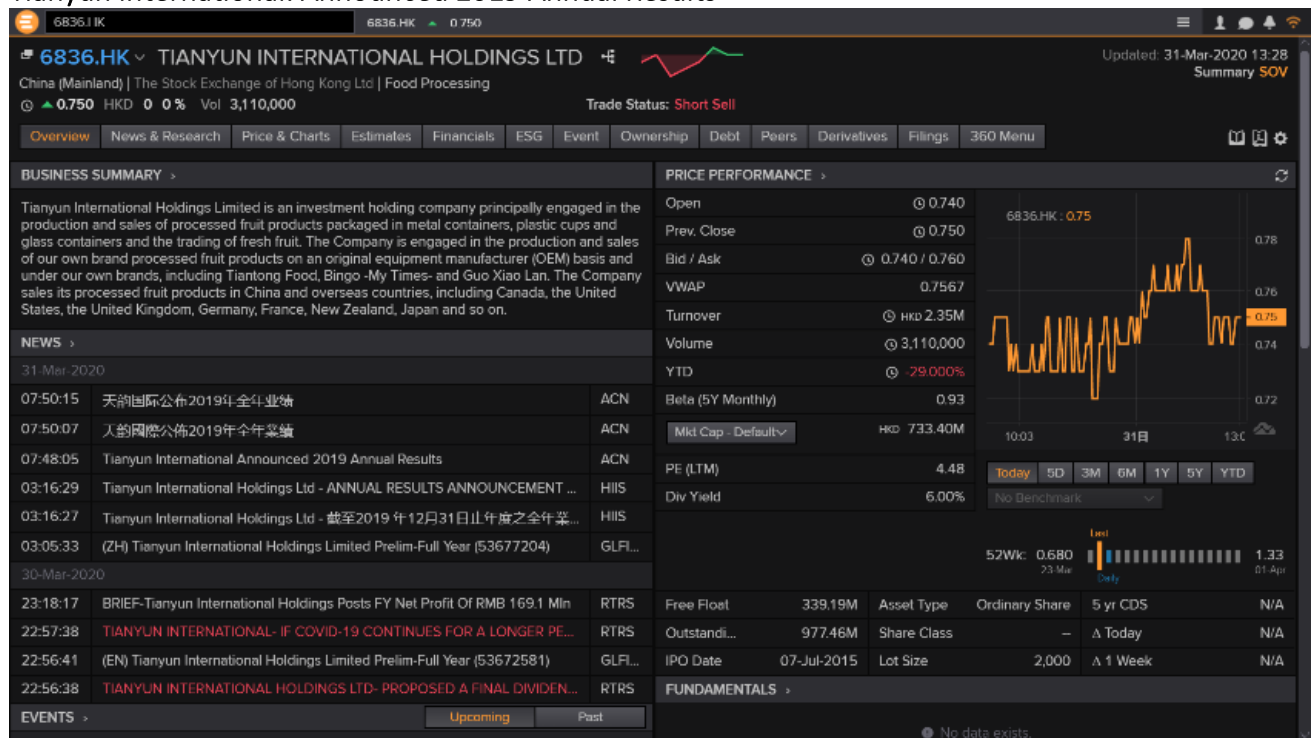 Tianyun International: Announced 2019 Annual Results
6836.HK 6836.HK ▲ 0.750
6836.HK TIANYUN INTERNATIONAL HOLDINGS LTD Updated: 31-Mar-2020 13:28
Summary SOV
China (Mainland) | The Stock Exchange of Hong Kong Ltd | Food Processing
▲ 0.750 HKD 0 0 % Vol 3,110,000 Trade Status: Short Sell
Overview News & Research Price & Charts Estimates Financials ESG Event Ownership Debt Peers Derivatives Filings 360 Menu
BUSINESS SUMMARY >
Tianyun International Holdings Limited is an investment holding company principally engaged in the
production and sales of processed fruit products packaged in metal containers, plastic cups and
glass containers and the trading of fresh fruit. The Company is engaged in the production and sales
of our own brand processed fruit products on an original equipment manufacturer (OEM) basis and
under our own brands, including Tiantong Food, Bingo -My Times- and Guo Xiao Lan. The Company
sales its processed fruit products in China and overseas countries, including Canada, the United
States, the United Kingdom, Germany, France, New Zealand, Japan and so on.
NEWS >
31-Mar-2020
07:50:15 天韵国际公布2019年全年业绩 ACN
07:50:07 天韵國際公佈2019年全年業績 ACN
07:48:05 Tianyun International Announced 2019 Annual Results ACN
03:16:29 Tianyun International Holdings Ltd - ANNUAL RESULTS ANNOUNCEMENT ... HIIS
03:16:27 Tianyun International Holdings Ltd - 截至2019 年12月31日止年度之全年業... HIIS
03:05:33 (ZH) Tianyun International Holdings Limited Prelim-Full Year (53677204) GLFI...
30-Mar-2020
23:18:17 BRIEF-Tianyun International Holdings Posts FY Net Profit Of RMB 169.1 Mln RTRS
22:57:38 TIANYUN INTERNATIONAL- IF COVID-19 CONTINUES FOR A LONGER PE... RTRS
22:56:41 (EN) Tianyun International Holdings Limited Prelim-Full Year (53672581) GLFI...
22:56:38 TIANYUN INTERNATIONAL HOLDINGS LTD- PROPOSED A FINAL DIVIDEN... RTRS
EVENTS > Upcoming Past
PRICE PERFORMANCE >
Open 0.740
Prev. Close 0.750
Bid / Ask 0.740 / 0.760
VWAP 0.7567
Turnover HKD 2.35M
Volume 3,110,000
YTD -29.000%
Beta (5Y Monthly) 0.93
Mkt Cap - Default HKD 733.40M
PE (LTM) 4.48
Div Yield 6.00%
6836.HK : 0.75
0.78
0.76
0.75
0.74
0.72
10:03 31日 13:0
Today 5D 3M 6M 1Y 5Y YTD
No Benchmark
Last
52Wk: 0.680 1.33
23-Mar 01-Apr
Daily
Free Float 339.19M Asset Type Ordinary Share 5 yr CDS N/A
Outstandi... 977.46M Share Class – Δ Today N/A
IPO Date 07-Jul-2015 Lot Size 2,000 Δ 1 Week N/A
FUNDAMENTALS >
No data exists.